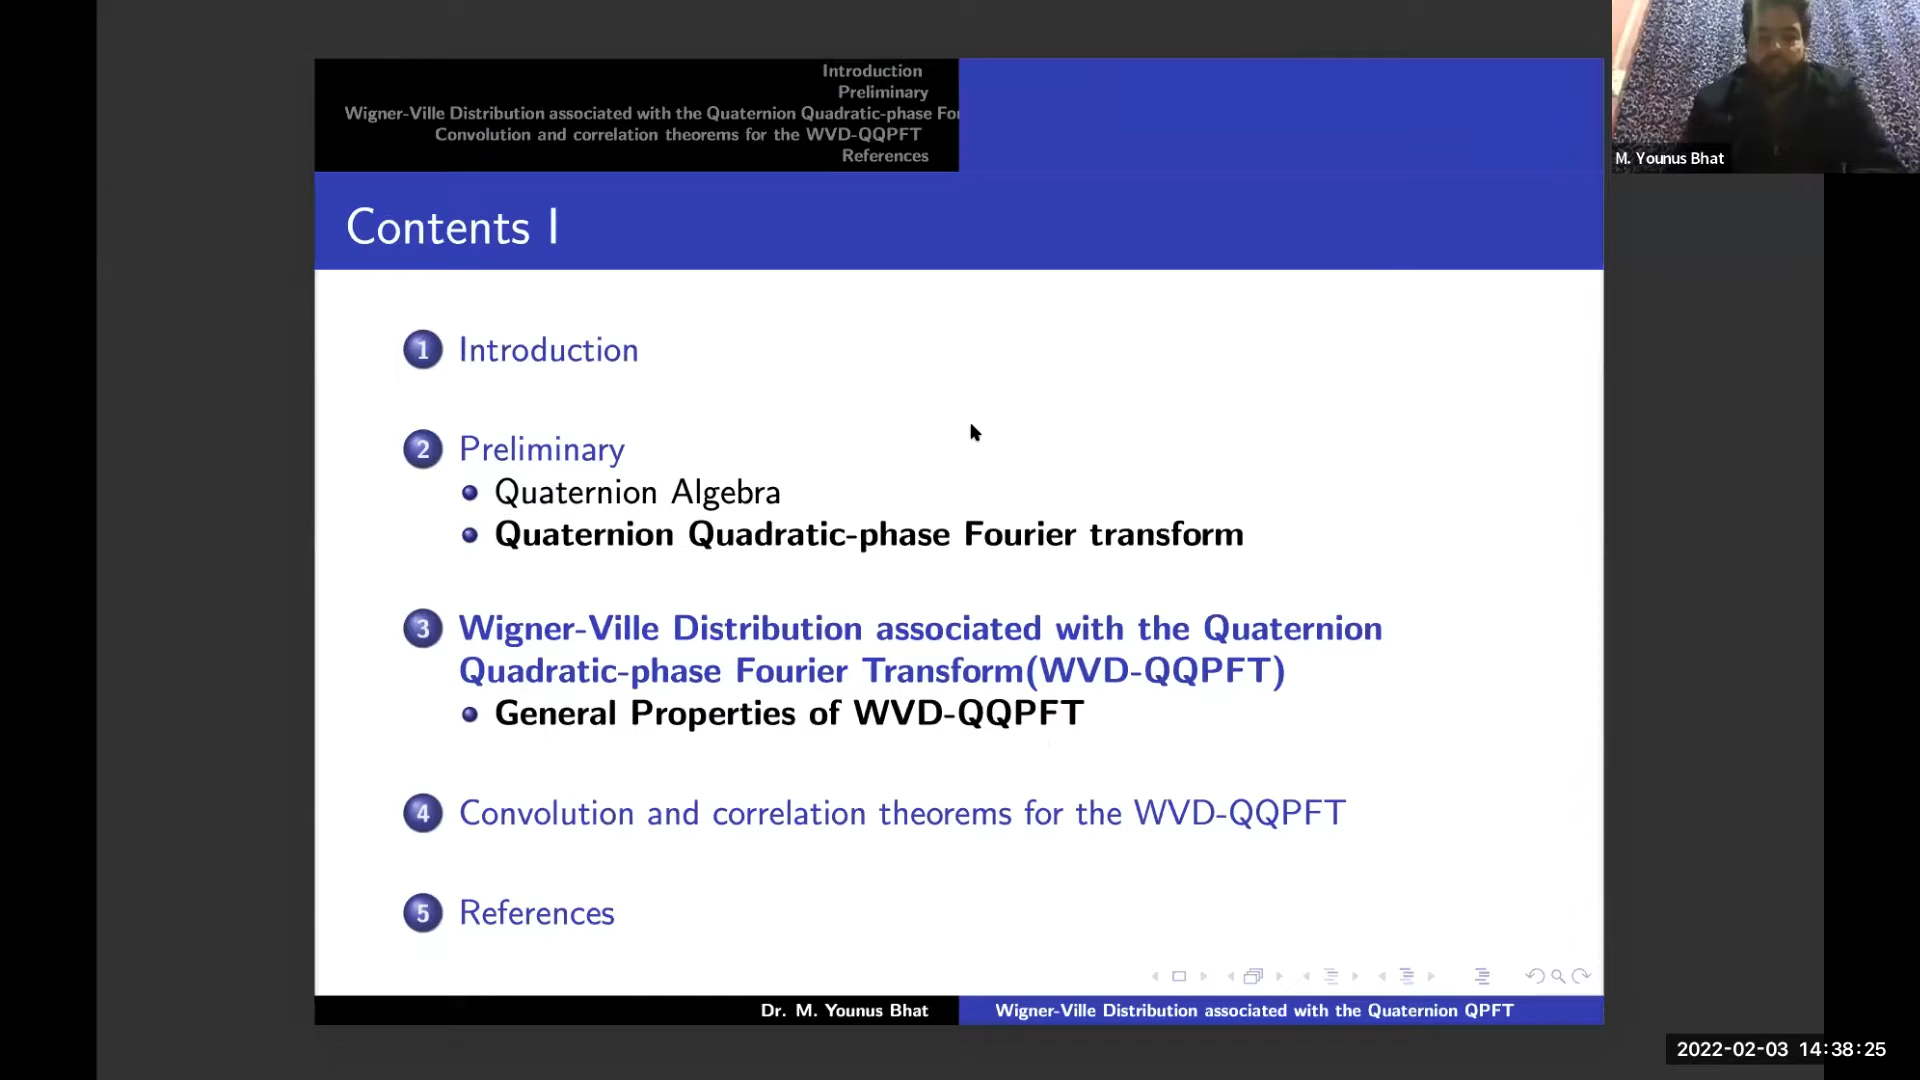 Introduction
Preliminary
Wigner-Ville Distribution associated with the Quaternion Quadratic-phase Fo
Convolution and correlation theorems for the WVD-QQPFT
References
M. Younus Bhat
Contents I
1 Introduction
2 Preliminary
Quaternion Algebra
Quaternion Quadratic-phase Fourier transform
3 Wigner-Ville Distribution associated with the Quaternion
Quadratic-phase Fourier Transform(WVD-QQPFT)
General Properties of WVD-QQPFT
4 Convolution and correlation theorems for the WVD-QQPFT
5 References
Dr. M. Younus Bhat
Wigner-Ville Distribution associated with the Quaternion QPFT
2022-02-03 14:38:25